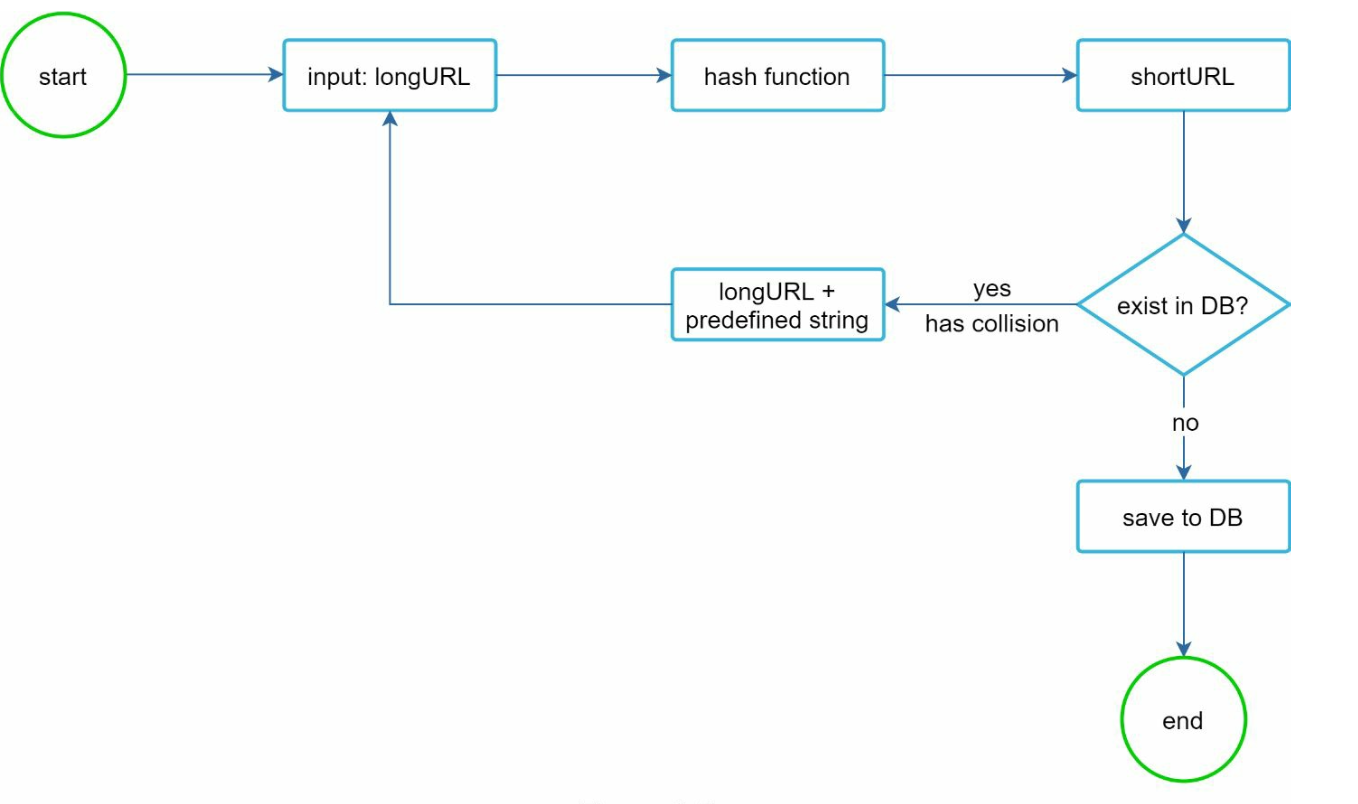 start
input: longURL
hash function
shortURL
longURL +
predefined string
yes
has collision
exist in DB?
no
save to DB
end